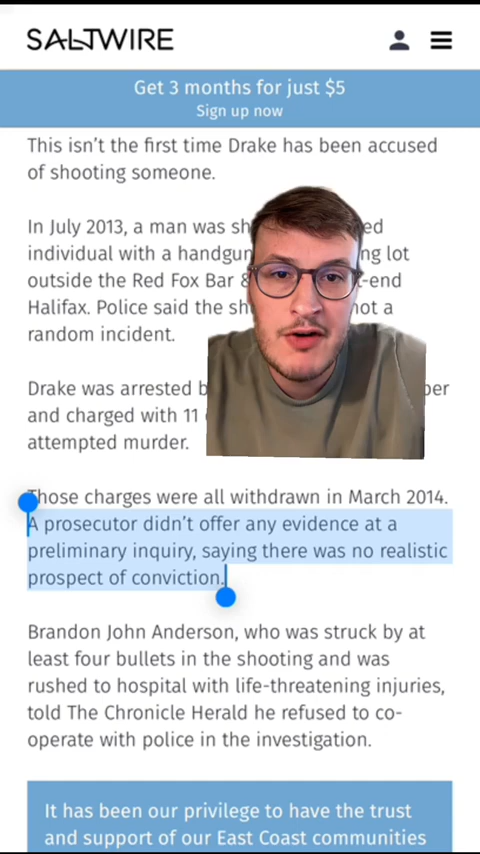 SALTWIRE
Get 3 months for just $5
Sign up now
This isn’t the first time Drake has been accused
of shooting someone.
In July 2013, a man was ed
individual with a handgun ng lot
outside the Red Fox Bar -end
Halifax. Police said the not a
random incident.
Drake was arrested
and charged with 11
attempted murder.
Those charges were all withdrawn in March 2014.
A prosecutor didn’t offer any evidence at a
preliminary inquiry, saying there was no realistic
prospect of conviction.
Brandon John Anderson, who was struck by at
least four bullets in the shooting and was
rushed to hospital with life-threatening injuries,
told The Chronicle Herald he refused to co-
operate with police in the investigation.
It has been our privilege to have the trust
and support of our East Coast communities